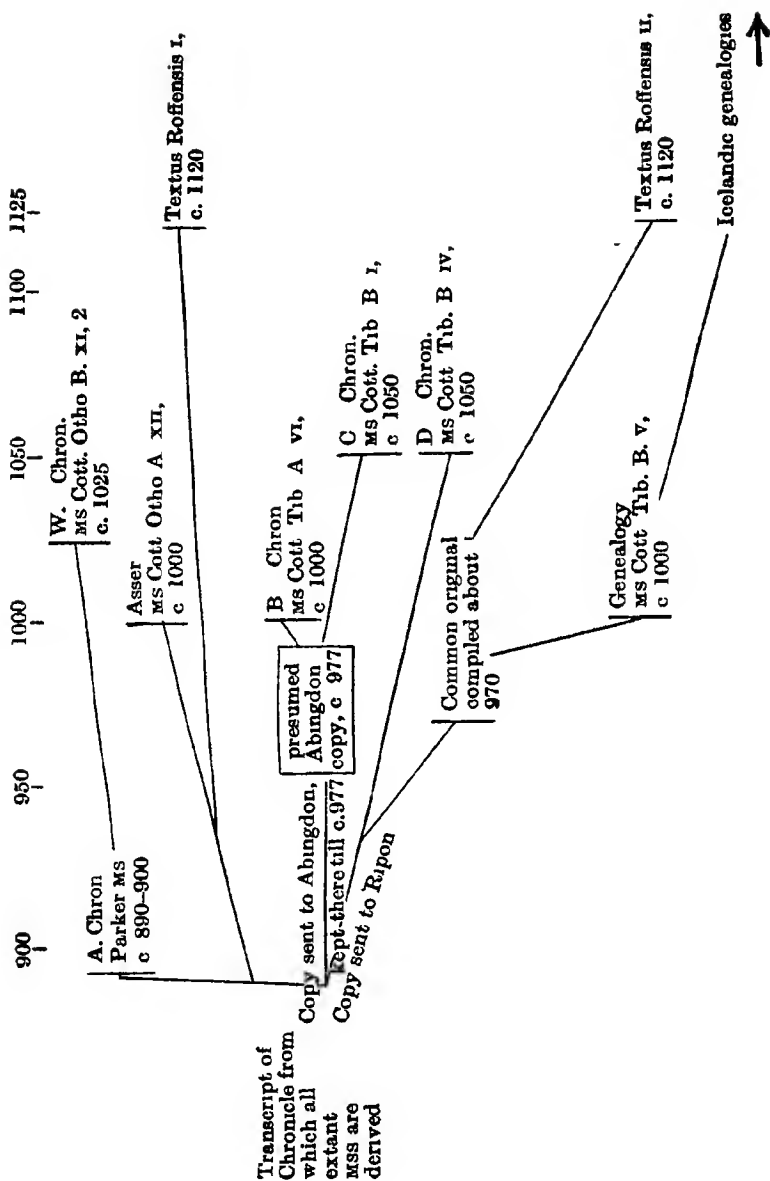 900
950
1000
1050
1100
1125
W. Chron.
MS Cott. Otho B. XI, 2
c. 1025
A. Chron
Parker MS
c 890-900
Asser
MS Cott Otho A XII,
c 1000
Textus Roffensis I,
c. 1120
Transcript of
Chronicle from
which all
extant
MSS are
derived
Copy sent to Abingdon,
kept there till c. 977
Copy sent to Ripon
presumed
Abingdon
copy, c 977
B Chron
MS Cott Tib A VI,
c 1000
C Chron.
MS Cott. Tib B I,
c 1050
D Chron.
MS Cott Tib. B IV,
c 1050
Common original
compiled about
970
Textus Roffensis II,
c. 1120
Genealogy
MS Cott Tib. B. V,
c 1000
Icelandic genealogies